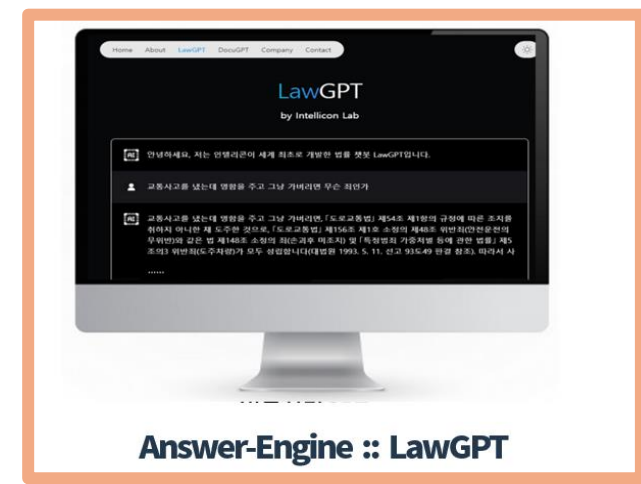 Home About LawGPT DocuGPT Company Contact
LawGPT
by Intellicon Lab
AI 안녕하세요, 저는 인텔리콘이 세계 최초로 개발한 법률 챗봇 LawGPT입니다.
교통사고를 냈는데 명함을 주고 그냥 가버리면 무슨 죄인가
AI 교통사고를 냈는데 명함을 주고 그냥 가버리면, 「도로교통법」 제54조 제1항의 규정에 따른 조치를
취하지 아니한 채 도주한 것으로, 「도로교통법」 제156조 제1호 소정의 제48조 위반죄(안전운전의
무위반)와 같은 법 제148조 소정의 죄(손괴후 미조치) 및 「특정범죄 가중처벌 등에 관한 법률」 제5
조의3 위반죄(도주차량)가 모두 성립합니다(대법원 1993. 5. 11. 선고 93도49 판결 참조). 따라서 사
......
Answer-Engine :: LawGPT